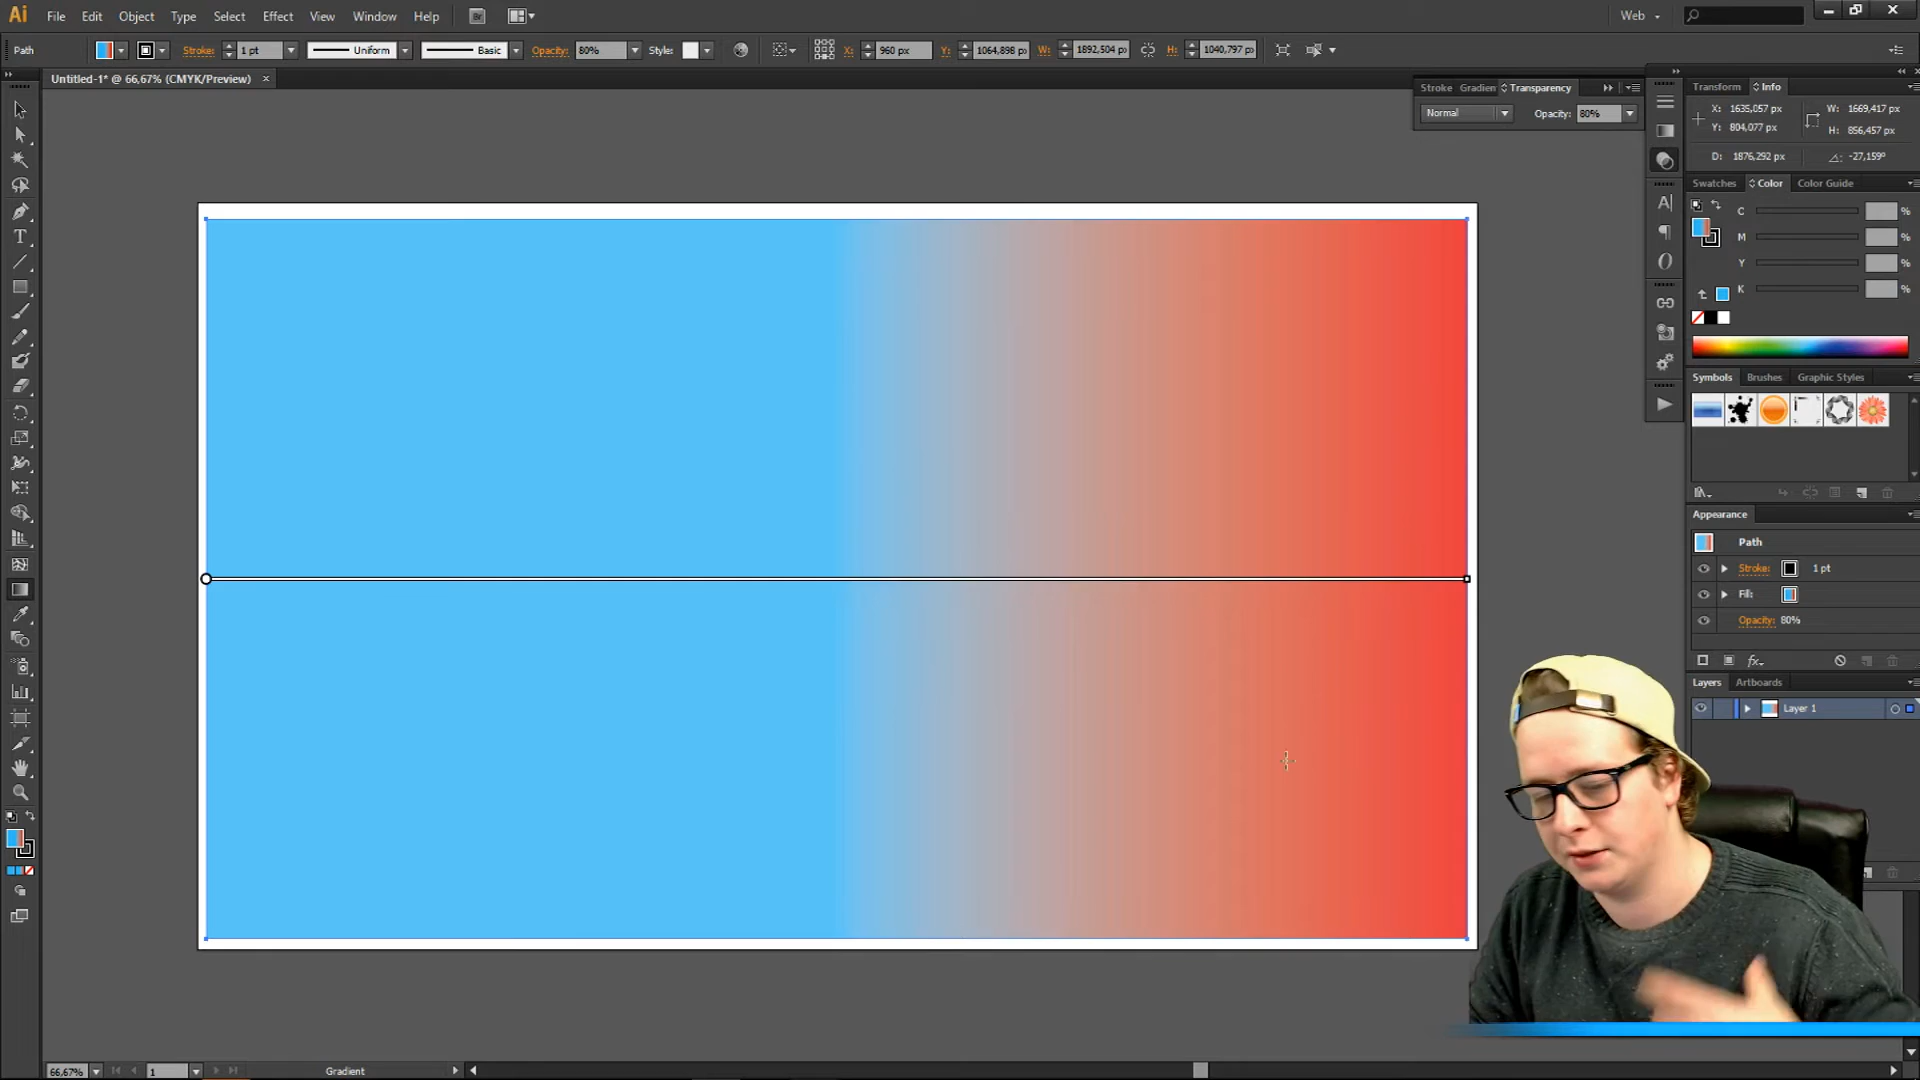 Ai File Edit Object Type Select Effect View Window Help Br Web
Path Stroke: 1 pt Uniform Basic Opacity: 80% Style: X: 960 px Y: 1064,898 px W: 1892,504 px H: 1040,797 px
Untitled-1* @ 66,67% (CMYK/Preview) ×
Stroke Gradien Transparency
Normal Opacity: 80%
Transform Info
X: 1635,057 px W: 1669,417 px
Y: 804,077 px H: 856,457 px
D: 1876,292 px -27,159°
Swatches Color Color Guide
C %
M %
Y %
K %
Symbols Brushes Graphic Styles
Appearance
Path
Stroke: 1 pt
Fill:
Opacity: 80%
fx
Layers Artboards
Layer 1
66,67% 1 Gradient